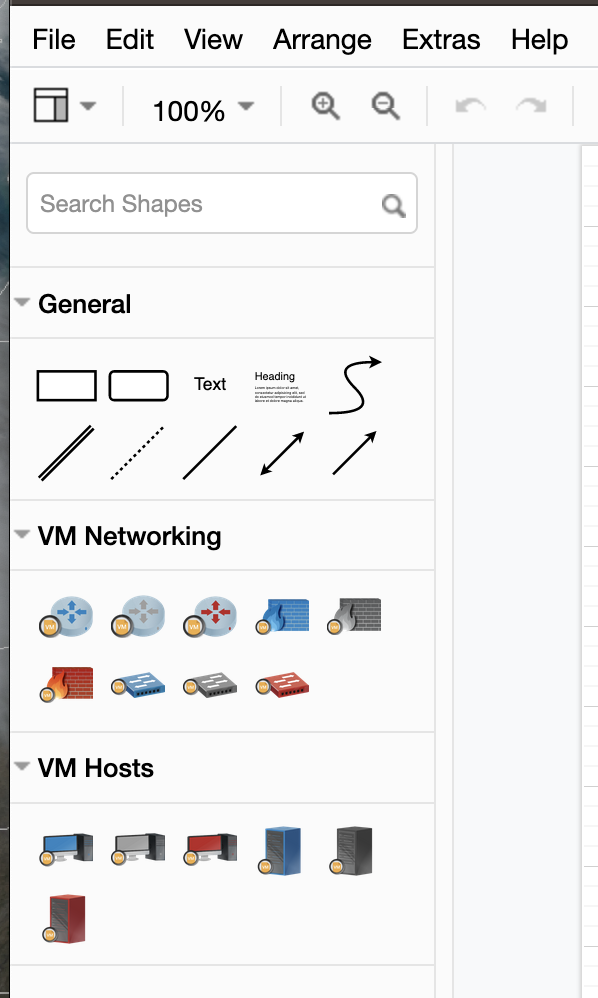 File Edit View Arrange Extras Help
100%
Search Shapes
General
Text
Heading
Lorem ipsum dolor sit amet,
consectetur adipisicing elit, sed
do eiusmod tempor incididunt ut
labore et dolore magna aliqua.
VM Networking
VM VM VM VM VM
VM VM VM VM
VM Hosts
VM VM VM VM VM
VM